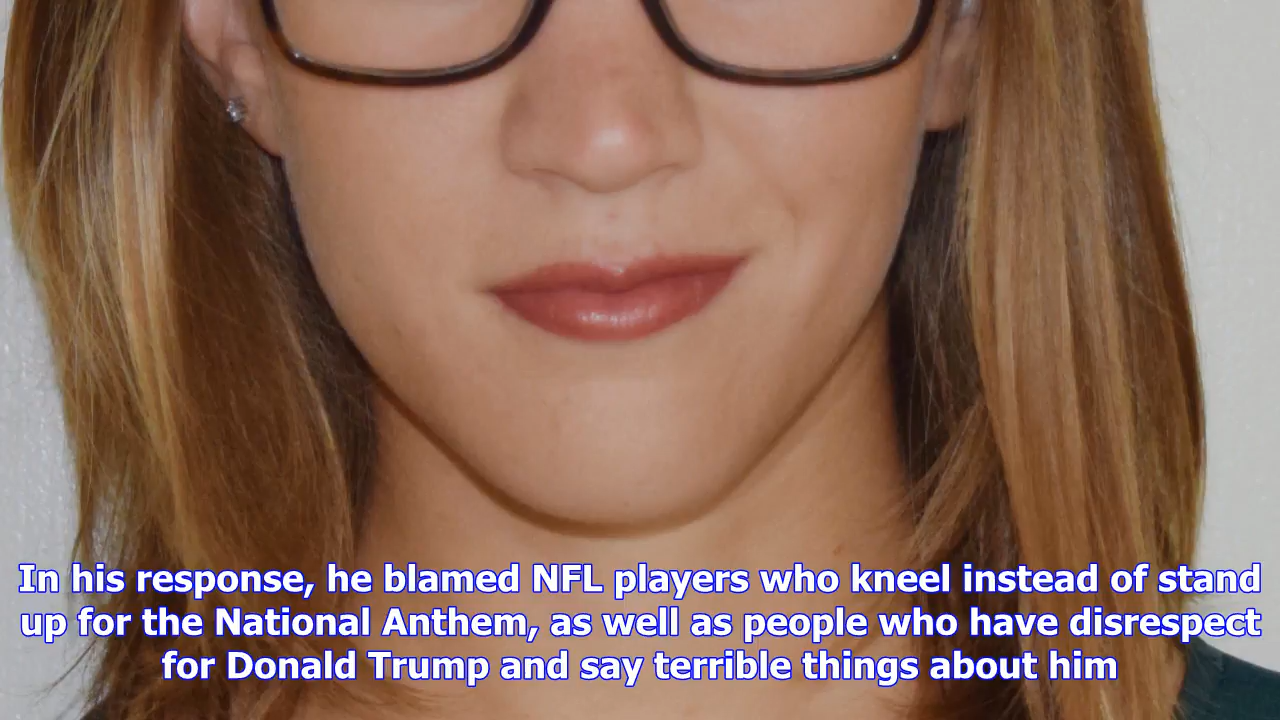 In his response, he blamed NFL players who kneel instead of stand
up for the National Anthem, as well as people who have disrespect
for Donald Trump and say terrible things about him